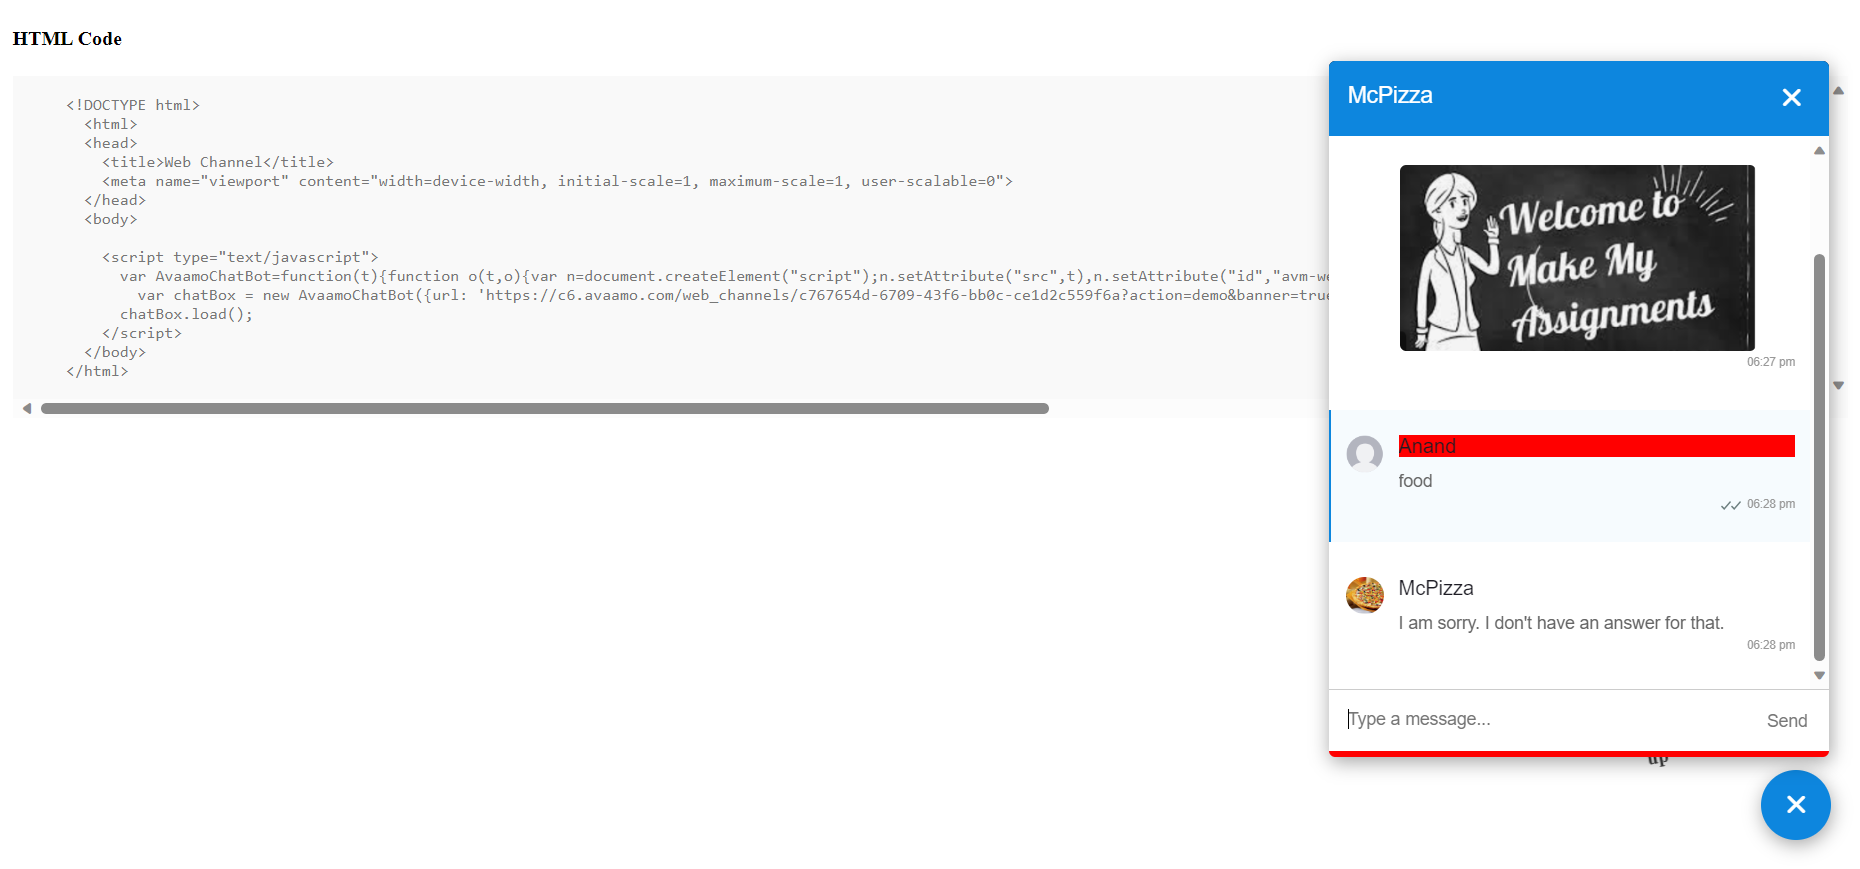 HTML Code
<!DOCTYPE html>
<html>
<head>
<title>Web Channel</title>
<meta name="viewport" content="width=device-width, initial-scale=1, maximum-scale=1, user-scalable=0">
</head>
<body>
<script type="text/javascript">
var AvaamoChatBot=function(t){function o(t,o){var n=document.createElement("script");n.setAttribute("src",t),n.setAttribute("id","avm-we
var chatBox = new AvaamoChatBot({url: 'https://c6.avaamo.com/web_channels/c767654d-6709-43f6-bb0c-ce1d2c559f6a?action=demo&banner=true
chatBox.load();
</script>
</body>
</html>
McPizza
Welcome to
Make My
Assignments
06:27 pm
Anand
food
06:28 pm
McPizza
I am sorry. I don't have an answer for that.
06:28 pm
Type a message...
Send
up